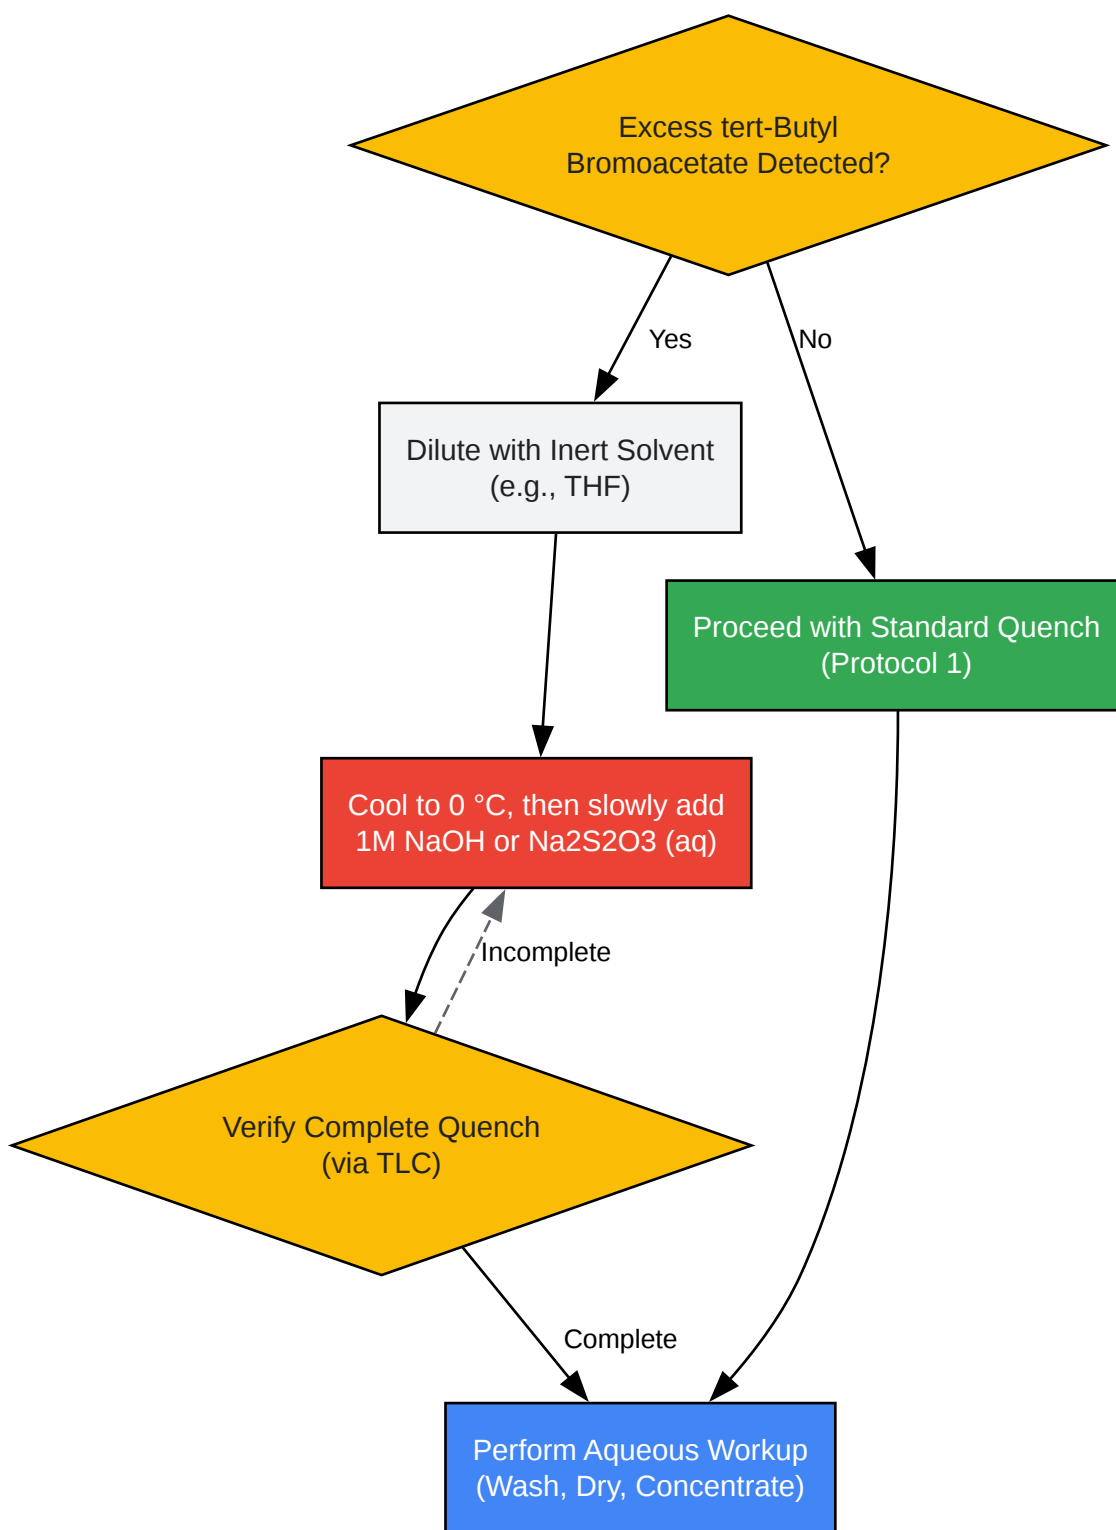 Excess tert-Butyl
Bromoacetate Detected?
Yes
No
Dilute with Inert Solvent
(e.g., THF)
Proceed with Standard Quench
(Protocol 1)
Cool to 0 °C, then slowly add
1M NaOH or Na2S2O3 (aq)
Incomplete
Verify Complete Quench
(via TLC)
Complete
Perform Aqueous Workup
(Wash, Dry, Concentrate)